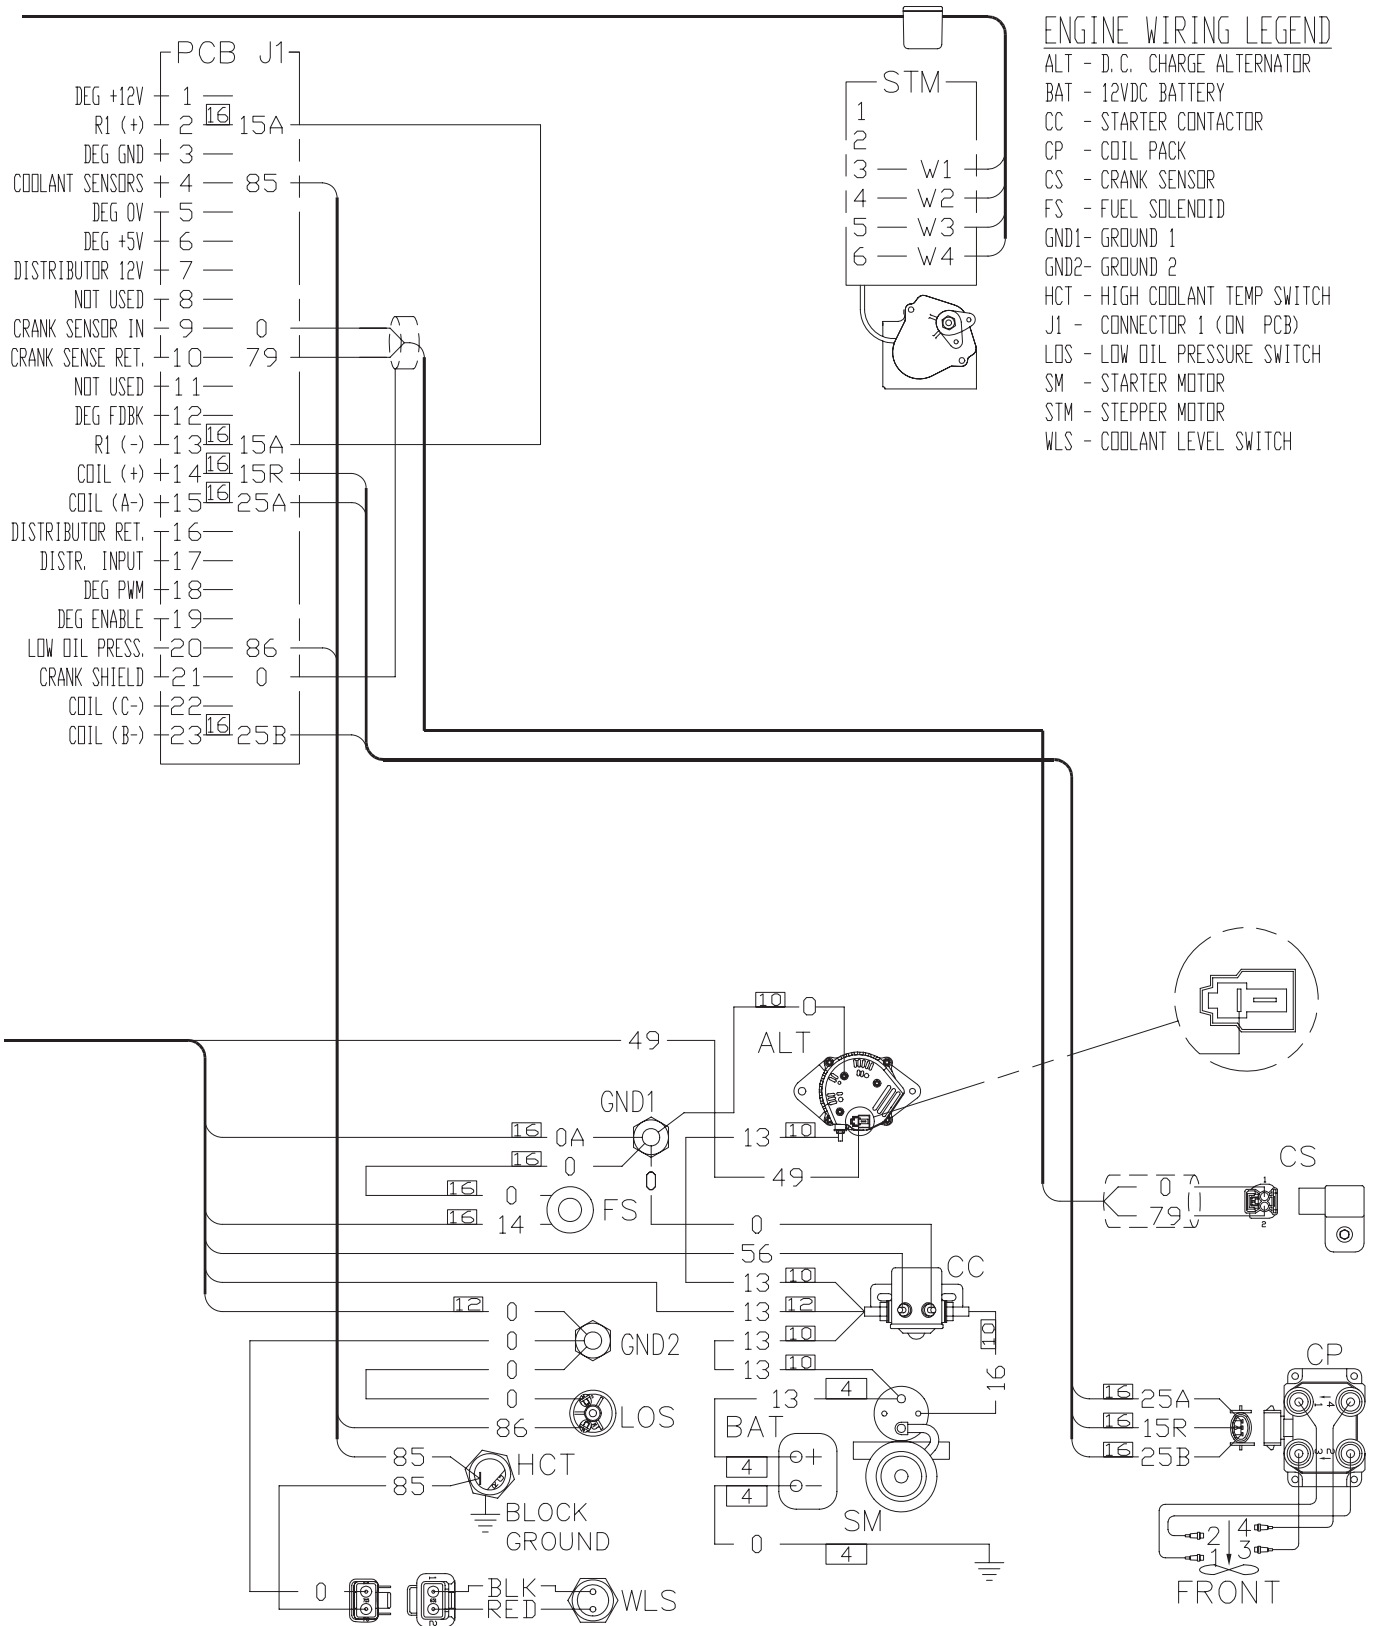 PCB J1
DEG +12V 1
R1 (+) 2 16 15A
DEG GND 3
COOLANT SENSORS 4 85
DEG 0V 5
DEG +5V 6
DISTRIBUTOR 12V 7
NOT USED 8
CRANK SENSOR IN 9 0
CRANK SENSE RET. 10 79
NOT USED 11
DEG FDBK 12
R1 (-) 13 16 15A
COIL (+) 14 16 15R
COIL (A-) 15 16 25A
DISTRIBUTOR RET. 16
DISTR. INPUT 17
DEG PWM 18
DEG ENABLE 19
LOW OIL PRESS. 20 86
CRANK SHIELD 21 0
COIL (C-) 22
COIL (B-) 23 16 25B
STM
1
2
3 W1
4 W2
5 W3
6 W4
ENGINE WIRING LEGEND
ALT - D.C. CHARGE ALTERNATOR
BAT - 12VDC BATTERY
CC - STARTER CONTACTOR
CP - COIL PACK
CS - CRANK SENSOR
FS - FUEL SOLENOID
GND1- GROUND 1
GND2- GROUND 2
HCT - HIGH COOLANT TEMP SWITCH
J1 - CONNECTOR 1 (ON PCB)
LOS - LOW OIL PRESSURE SWITCH
SM - STARTER MOTOR
STM - STEPPER MOTOR
WLS - COOLANT LEVEL SWITCH
10 0
49
ALT
GND1
16 0A
16 0
0
16 0
16 14
FS
13 10
49
0
56
13 10
13 12
13 10
13 10
CC
10
16
12 0
0
0
0
GND2
86
LOS
85
85
HCT
BLOCK
GROUND
13 4
BAT
+
-
4
4
SM
0 4
0
1
2
BLK
RED
WLS
CS
0
79
1
2
CP
16 25A
16 15R
16 25B
1
4
3
2
2 4
1 3
FRONT